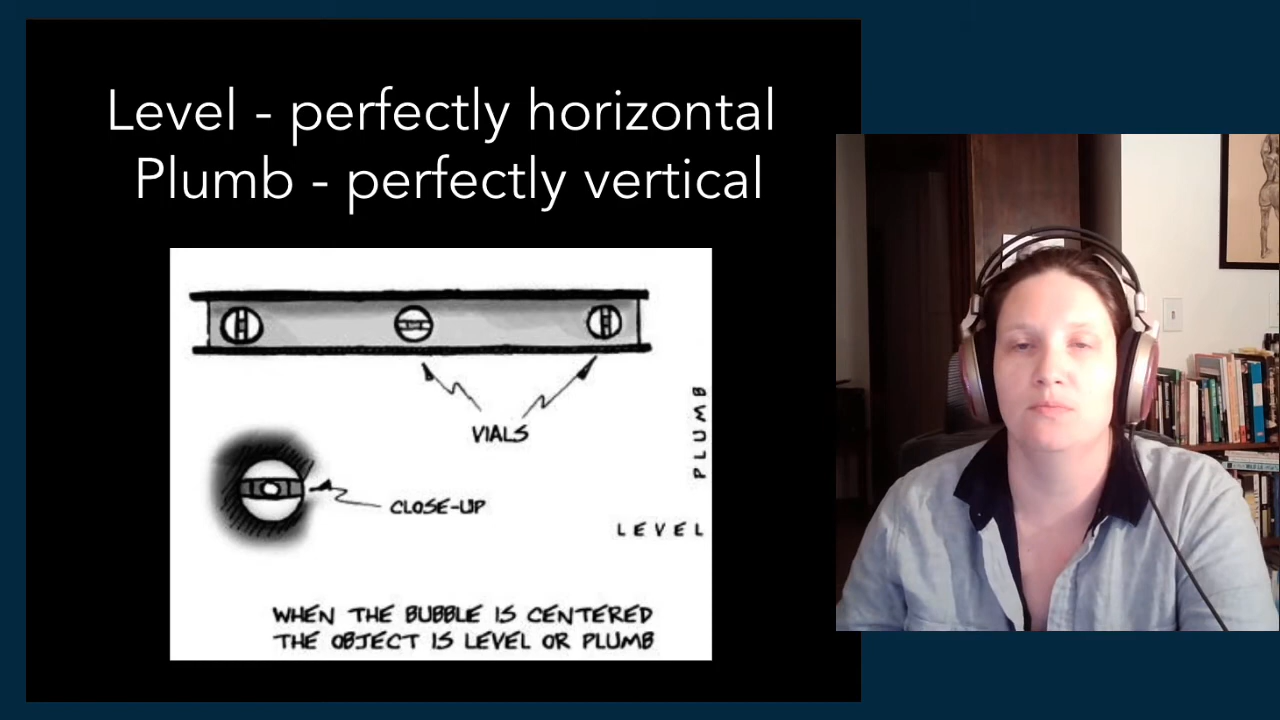 Level - perfectly horizontal
Plumb - perfectly vertical
VIALS
PLUMB
CLOSE-UP
LEVEL
WHEN THE BUBBLE IS CENTERED
THE OBJECT IS LEVEL OR PLUMB